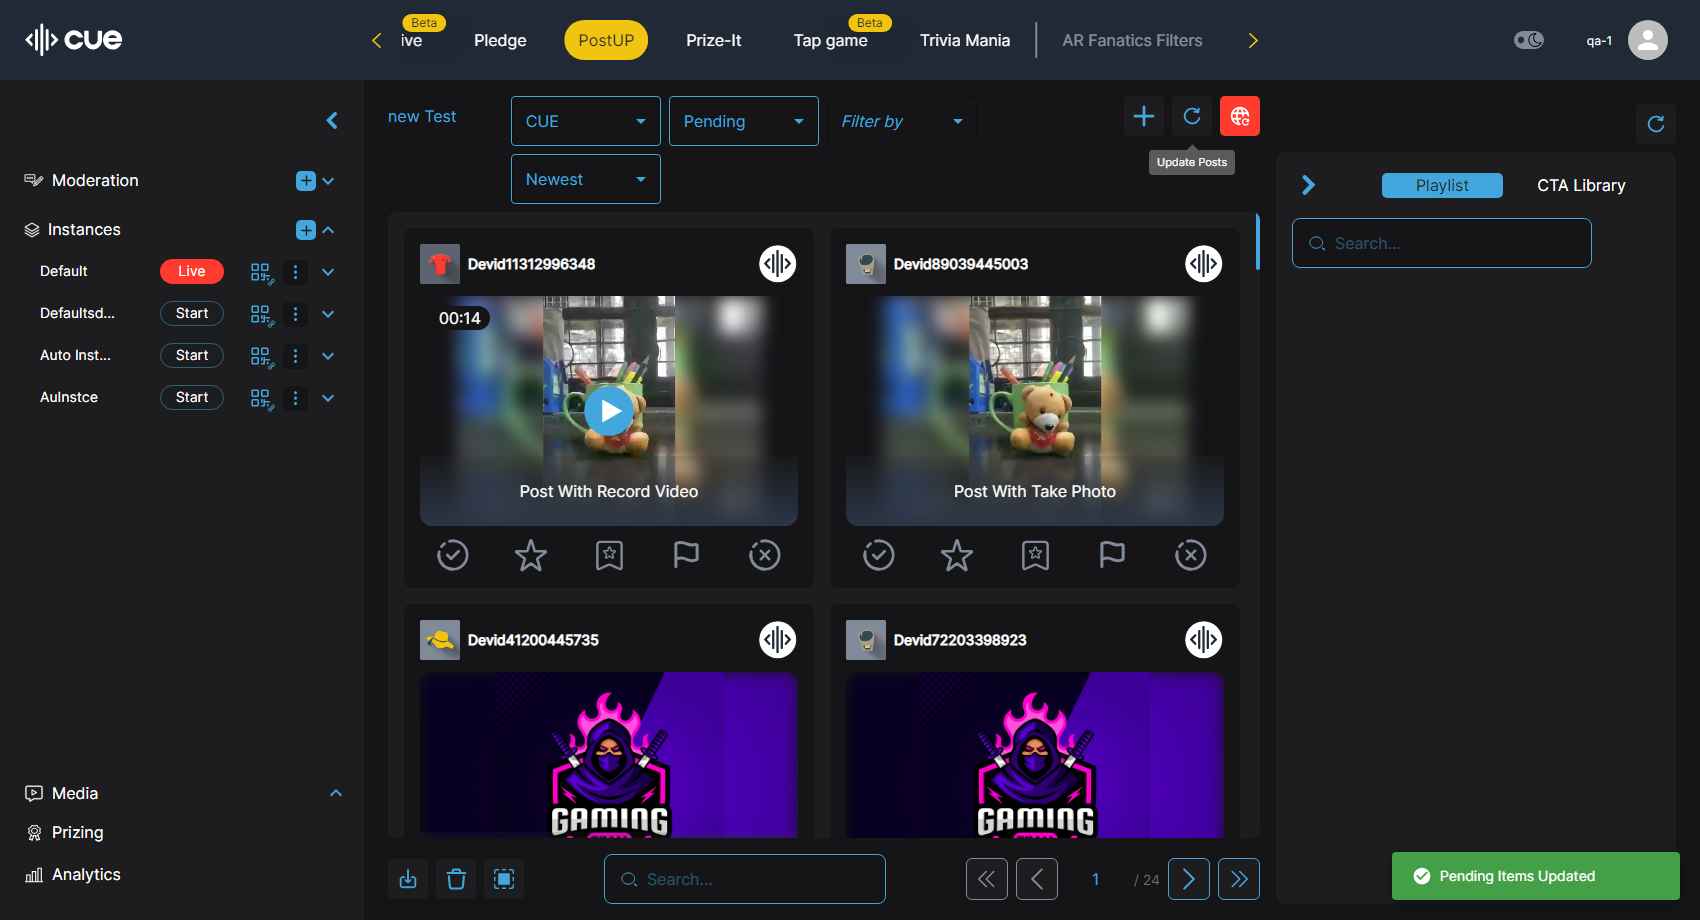 cue
Beta
ive
Pledge
PostUP
Prize-It
Beta
Tap game
Trivia Mania
AR Fanatics Filters
qa-1
new Test
CUE
Pending
Filter by
Newest
Update Posts
Moderation
Instances
Default
Live
Defaultsd...
Start
Auto Inst...
Start
AuInstce
Start
Media
Prizing
Analytics
Devid11312996348
00:14
Post With Record Video
Devid89039445003
Post With Take Photo
Devid41200445735
GAMING
Devid72203398923
GAMING
Search...
1
/ 24
Playlist
CTA Library
Search...
Pending Items Updated